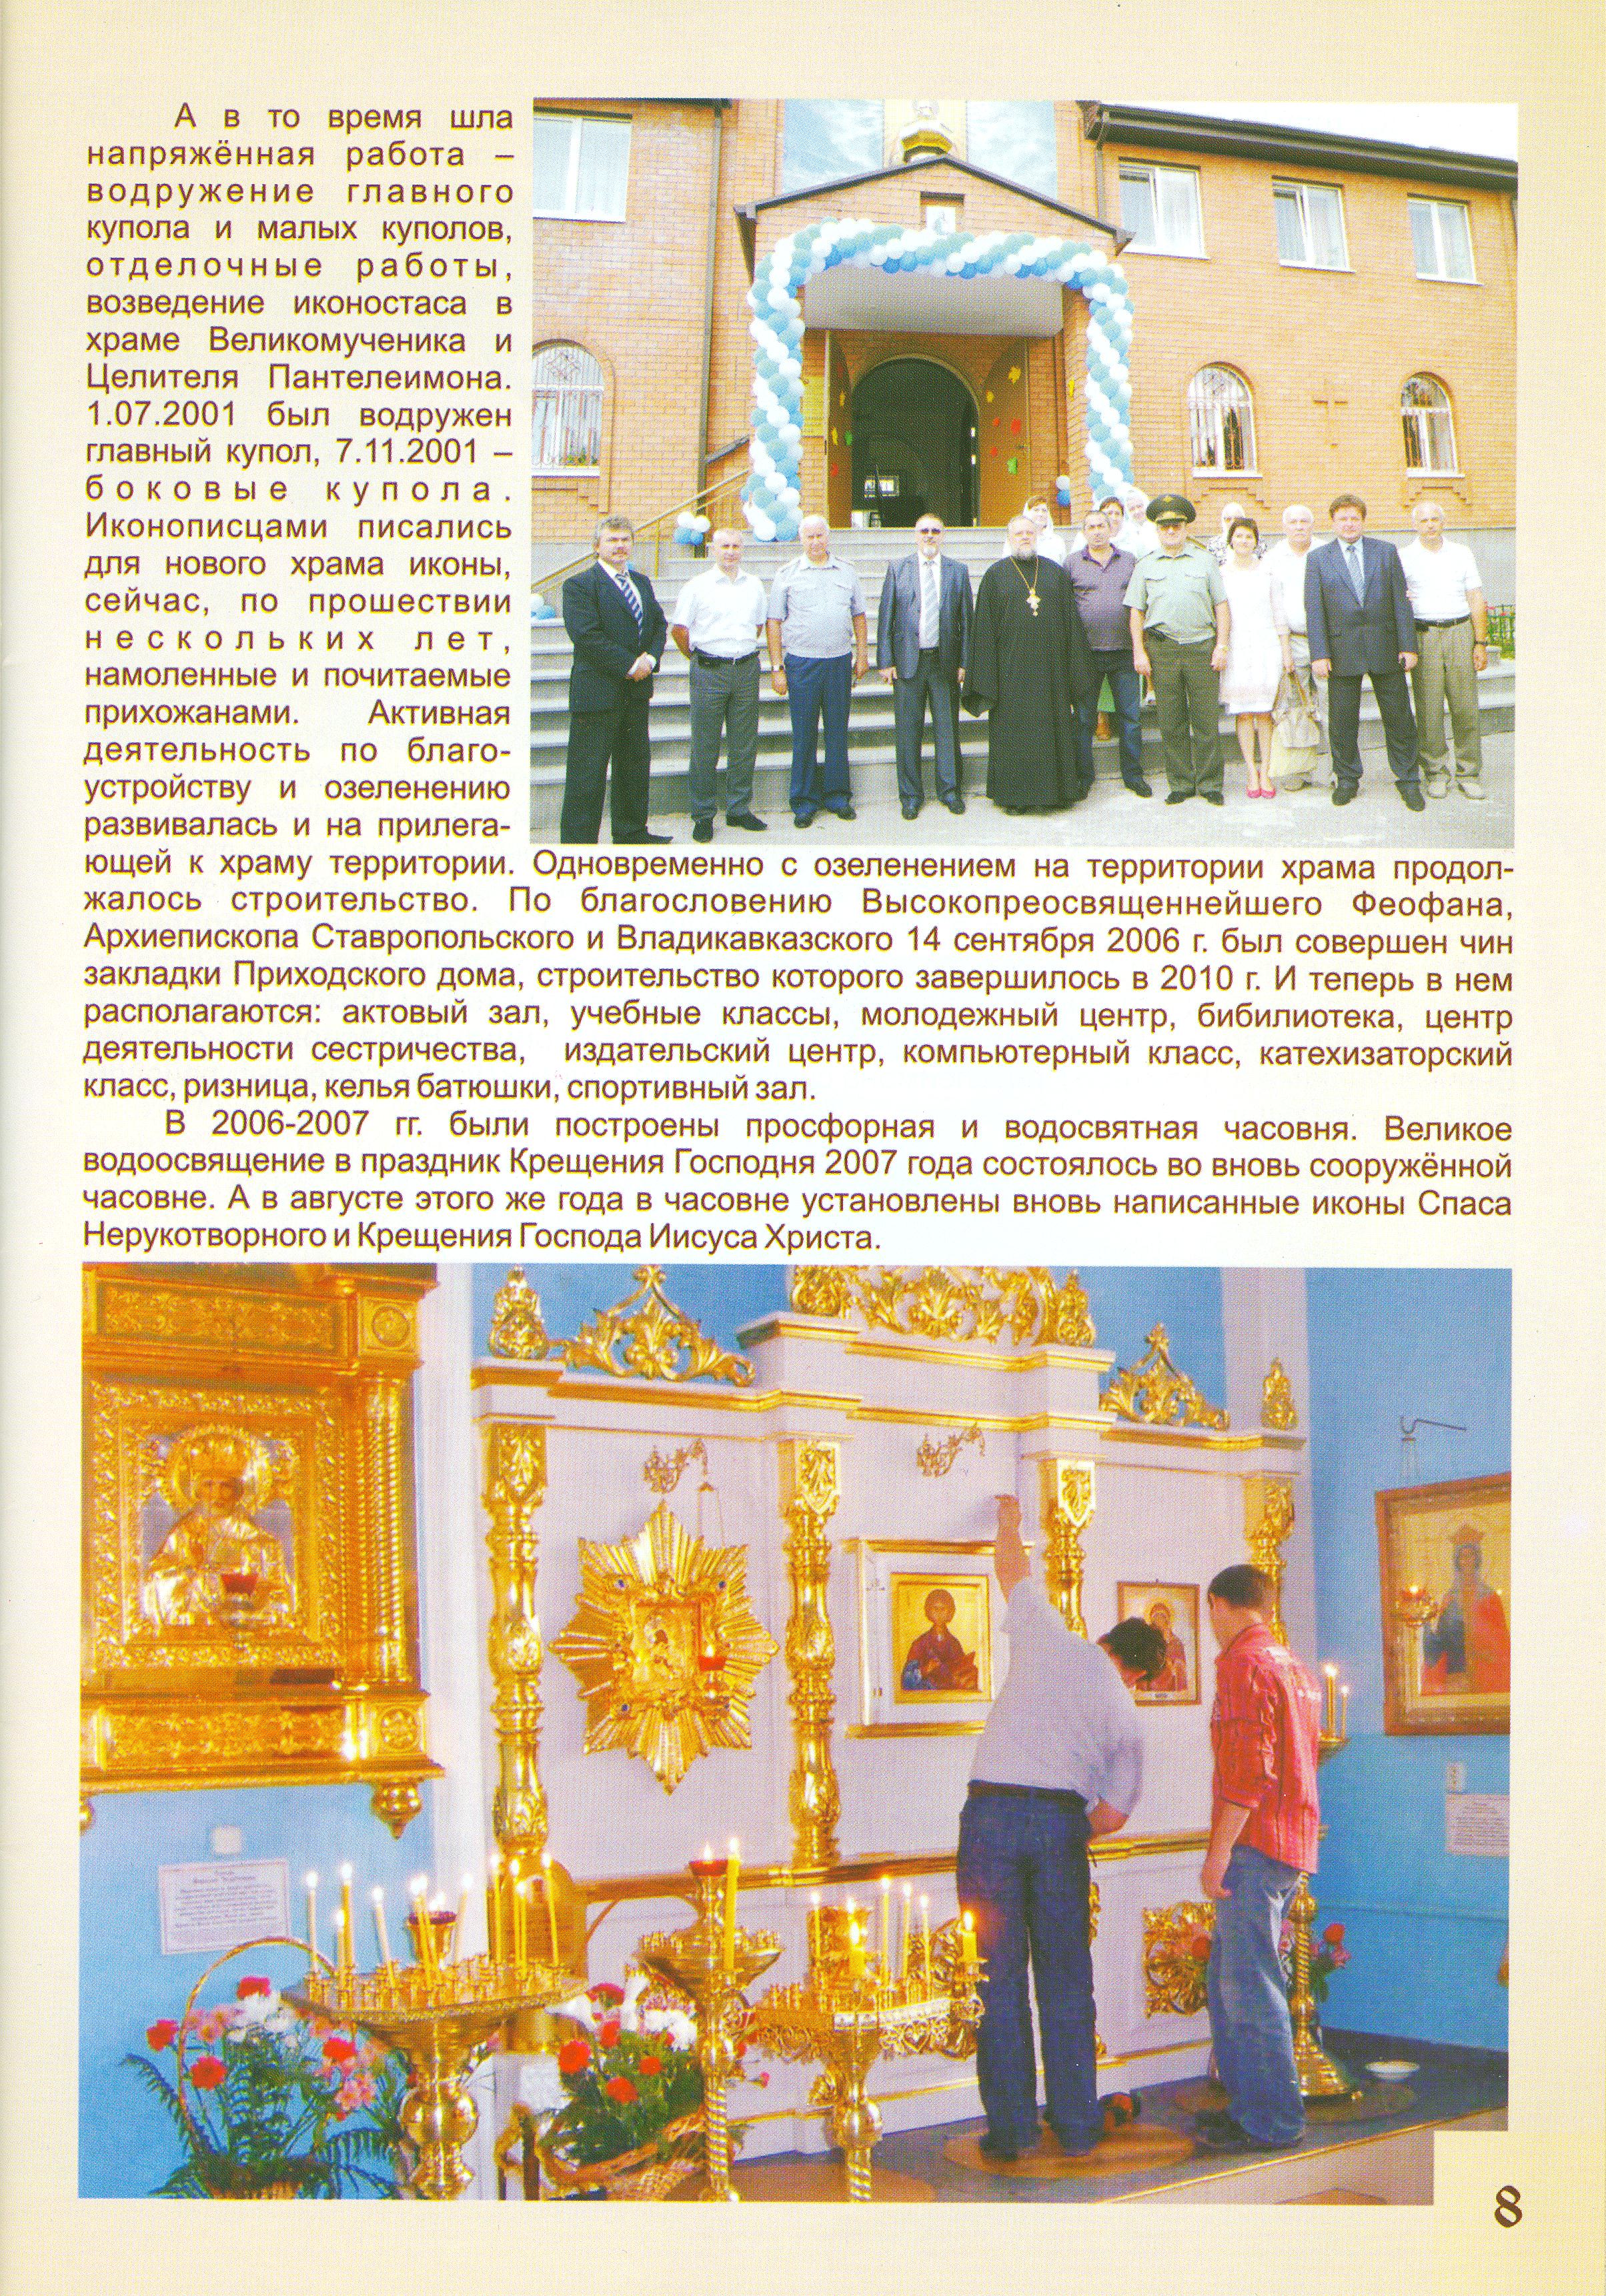 А в то время шла
напряжённая работа –
водружение главного
купола и малых куполов,
отделочные работы,
возведение иконостаса в
храме Великомученика и
Целителя Пантелеимона.
1.07.2001 был водружен
главный купол, 7.11.2001 –
боковые купола.
Иконописцами писались
для нового храма иконы,
сейчас, по прошествии
нескольких лет,
намоленные и почитаемые
прихожанами. Активная
деятельность по благо-
устройству и озеленению
развивалась и на прилега-
ющей к храму территории. Одновременно с озеленением на территории храма продол-
жалось строительство. По благословению Высокопреосвященнейшего Феофана,
Архиепископа Ставропольского и Владикавказского 14 сентября 2006 г. был совершен чин
закладки Приходского дома, строительство которого завершилось в 2010 г. И теперь в нем
располагаются: актовый зал, учебные классы, молодежный центр, бибилиотека, центр
деятельности сестричества, издательский центр, компьютерный класс, катехизаторский
класс, ризница, келья батюшки, спортивный зал.
В 2006-2007 гг. были построены просфорная и водосвятная часовня. Великое
водоосвящение в праздник Крещения Господня 2007 года состоялось во вновь сооружённой
часовне. А в августе этого же года в часовне установлены вновь написанные иконы Спаса
Нерукотворного и Крещения Господа Иисуса Христа.
8